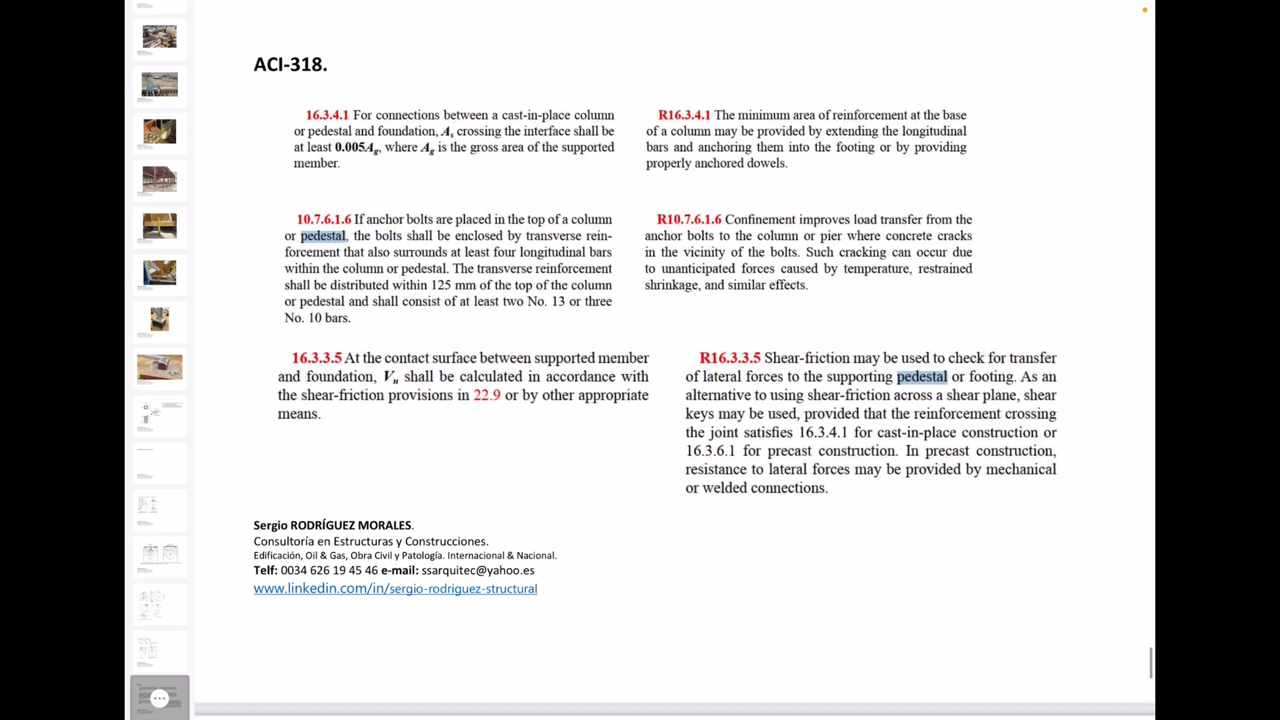 ACI-318.
16.3.4.1 For connections between a cast-in-place column
or pedestal and foundation, As crossing the interface shall be
at least 0.005Ag, where Ag is the gross area of the supported
member.
R16.3.4.1 The minimum area of reinforcement at the base
of a column may be provided by extending the longitudinal
bars and anchoring them into the footing or by providing
properly anchored dowels.
10.7.6.1.6 If anchor bolts are placed in the top of a column
or pedestal, the bolts shall be enclosed by transverse rein-
forcement that also surrounds at least four longitudinal bars
within the column or pedestal. The transverse reinforcement
shall be distributed within 125 mm of the top of the column
or pedestal and shall consist of at least two No. 13 or three
No. 10 bars.
R10.7.6.1.6 Confinement improves load transfer from the
anchor bolts to the column or pier where concrete cracks
in the vicinity of the bolts. Such cracking can occur due
to unanticipated forces caused by temperature, restrained
shrinkage, and similar effects.
16.3.3.5 At the contact surface between supported member
and foundation, Vn shall be calculated in accordance with
the shear-friction provisions in 22.9 or by other appropriate
means.
R16.3.3.5 Shear-friction may be used to check for transfer
of lateral forces to the supporting pedestal or footing. As an
alternative to using shear-friction across a shear plane, shear
keys may be used, provided that the reinforcement crossing
the joint satisfies 16.3.4.1 for cast-in-place construction or
16.3.6.1 for precast construction. In precast construction,
resistance to lateral forces may be provided by mechanical
or welded connections.
Sergio RODRÍGUEZ MORALES.
Consultoría en Estructuras y Construcciones.
Edificación, Oil & Gas, Obra Civil y Patología. Internacional & Nacional.
Telf: 0034 626 19 45 46 e-mail: ssarquitec@yahoo.es
www.linkedin.com/in/sergio-rodriguez-structural